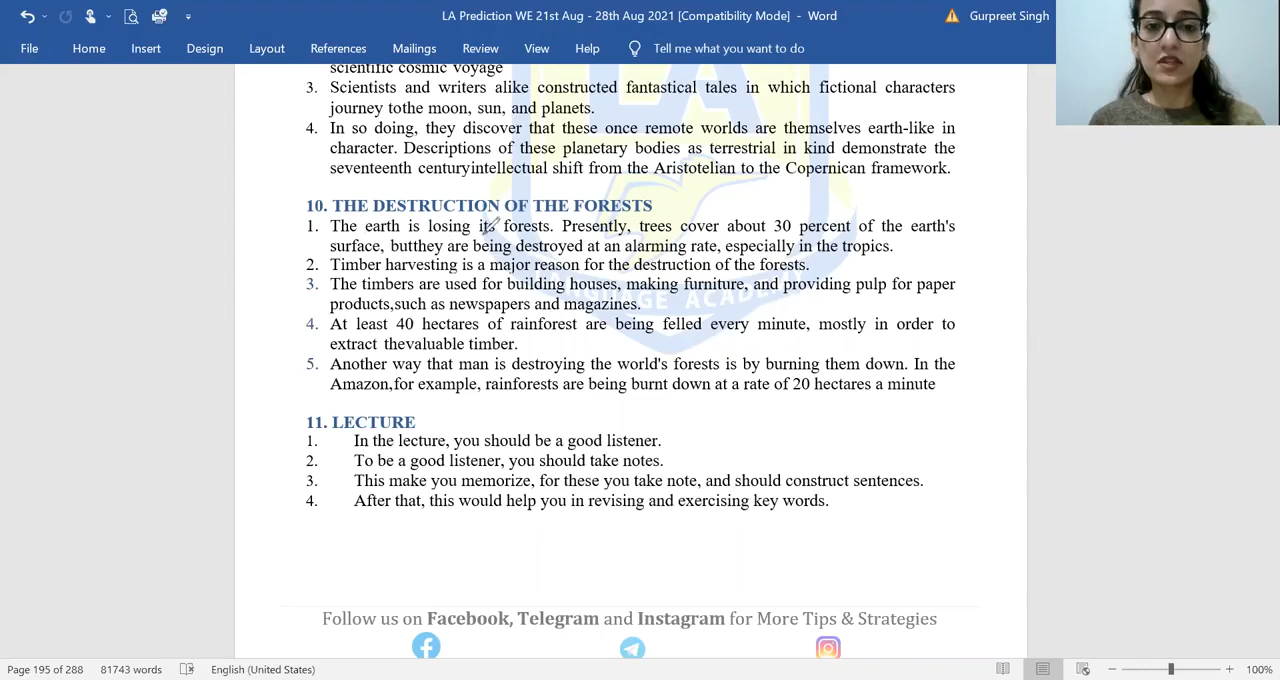 LA Prediction WE 21st Aug - 28th Aug 2021 [Compatibility Mode] - Word
Gurpreet Singh
File Home Insert Design Layout References Mailings Review View Help Tell me what you want to do
scientific cosmic voyage
3. Scientists and writers alike constructed fantastical tales in which fictional characters
journey tothe moon, sun, and planets.
4. In so doing, they discover that these once remote worlds are themselves earth-like in
character. Descriptions of these planetary bodies as terrestrial in kind demonstrate the
seventeenth centuryintellectual shift from the Aristotelian to the Copernican framework.
10. THE DESTRUCTION OF THE FORESTS
1. The earth is losing its forests. Presently, trees cover about 30 percent of the earth's
surface, butthey are being destroyed at an alarming rate, especially in the tropics.
2. Timber harvesting is a major reason for the destruction of the forests.
3. The timbers are used for building houses, making furniture, and providing pulp for paper
products,such as newspapers and magazines.
4. At least 40 hectares of rainforest are being felled every minute, mostly in order to
extract thevaluable timber.
5. Another way that man is destroying the world's forests is by burning them down. In the
Amazon,for example, rainforests are being burnt down at a rate of 20 hectares a minute
11. LECTURE
1. In the lecture, you should be a good listener.
2. To be a good listener, you should take notes.
3. This make you memorize, for these you take note, and should construct sentences.
4. After that, this would help you in revising and exercising key words.
Follow us on Facebook, Telegram and Instagram for More Tips & Strategies
Page 195 of 288 81743 words English (United States) 100%